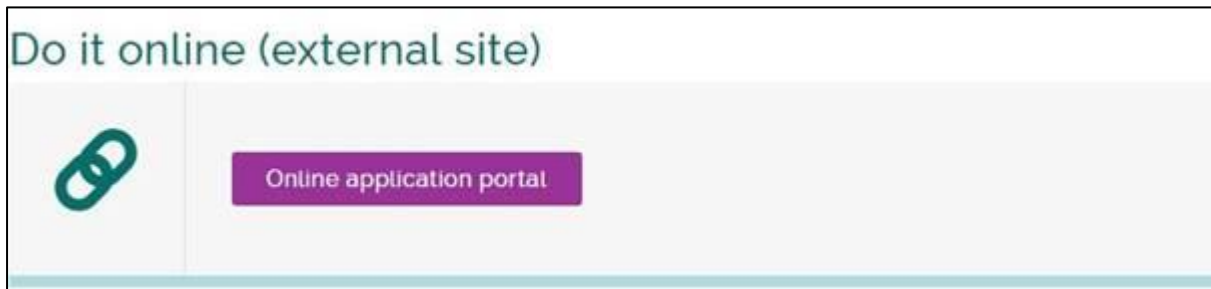 Do it online (external site)
Online application portal